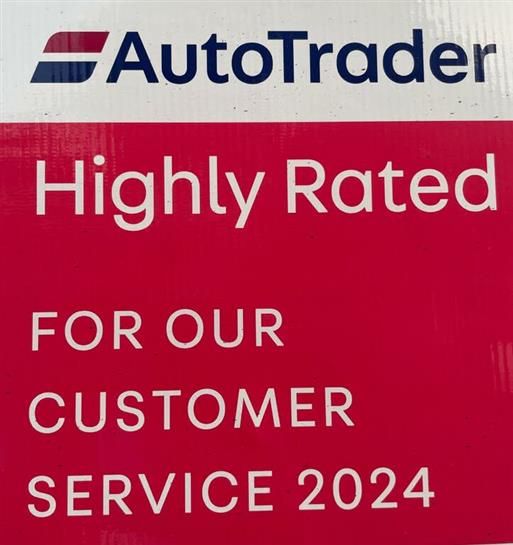 AutoTrader
Highly Rated
FOR OUR
CUSTOMER
SERVICE 2024